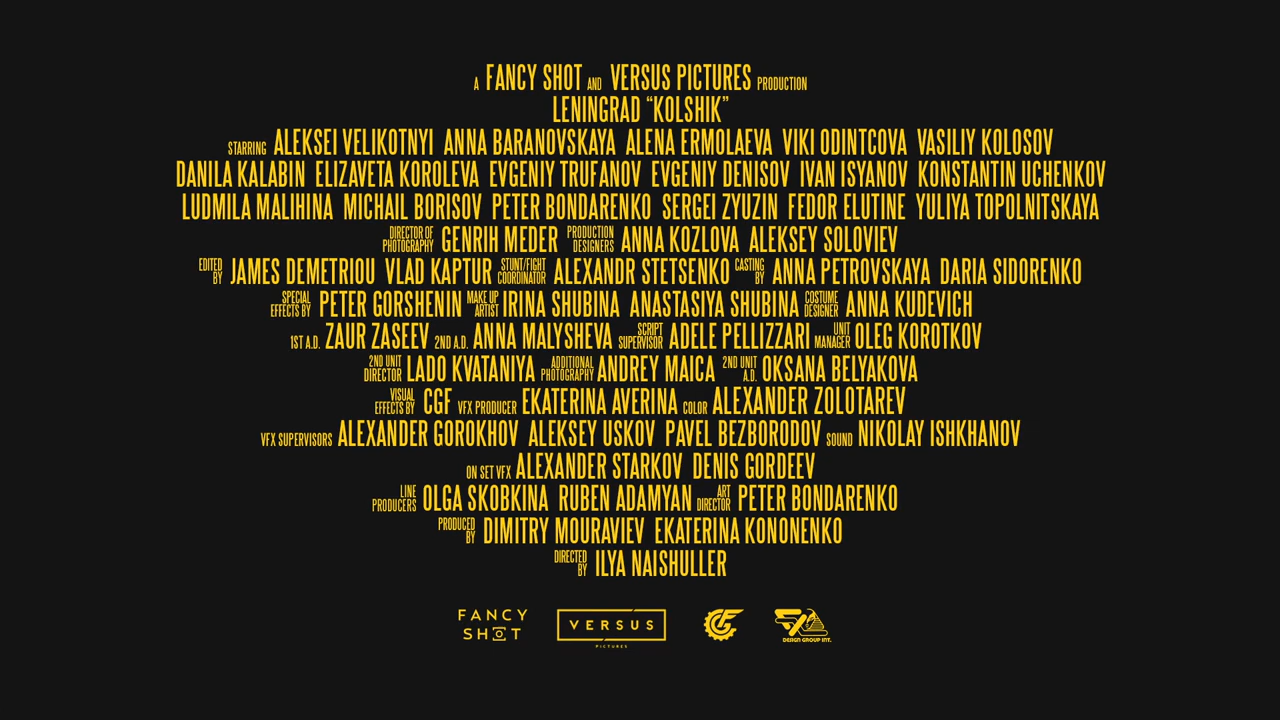 A FANCY SHOT AND VERSUS PICTURES PRODUCTION
LENINGRAD “KOLSHIK”
STARRING ALEKSEI VELIKOTNYI ANNA BARANOVSKAYA ALENA ERMOLAEVA VIKI ODINTCOVA VASILIY KOLOSOV
DANILA KALABIN ELIZAVETA KOROLEVA EVGENIY TRUFANOV EVGENIY DENISOV IVAN ISYANOV KONSTANTIN UCHENKOV
LUDMILA MALIHINA MICHAIL BORISOV PETER BONDARENKO SERGEI ZYUZIN FEDOR ELUTINE YULIYA TOPOLNITSKAYA
DIRECTOR OF PHOTOGRAPHY GENRIH MEDER PRODUCTION DESIGNERS ANNA KOZLOVA ALEKSEY SOLOVIEV
EDITED BY JAMES DEMETRIOU VLAD KAPTUR STUNT/FIGHT COORDINATOR ALEXANDR STETSENKO CASTING BY ANNA PETROVSKAYA DARIA SIDORENKO
SPECIAL EFFECTS BY PETER GORSHENIN MAKE UP ARTIST IRINA SHUBINA ANASTASIYA SHUBINA COSTUME DESIGNER ANNA KUDEVICH
1ST A.D. ZAUR ZASEEV 2ND A.D. ANNA MALYSHEVA SCRIPT SUPERVISOR ADELE PELLIZZARI UNIT MANAGER OLEG KOROTKOV
2ND UNIT DIRECTOR LADO KVATANIYA ADDITIONAL PHOTOGRAPHY ANDREY MAICA 2ND UNIT A.D. OKSANA BELYAKOVA
VISUAL EFFECTS BY CGF VFX PRODUCER EKATERINA AVERINA COLOR ALEXANDER ZOLOTAREV
VFX SUPERVISORS ALEXANDER GOROKHOV ALEKSEY USKOV PAVEL BEZBORODOV SOUND NIKOLAY ISHKHANOV
ON SET VFX ALEXANDER STARKOV DENIS GORDEEV
LINE PRODUCERS OLGA SKOBKINA RUBEN ADAMYAN ART DIRECTOR PETER BONDARENKO
PRODUCED BY DIMITRY MOURAVIEV EKATERINA KONONENKO
DIRECTED BY ILYA NAISHULLER
FANCY SHOT
VERSUS
PICTURES
CGF
DESIGN GROUP INT.